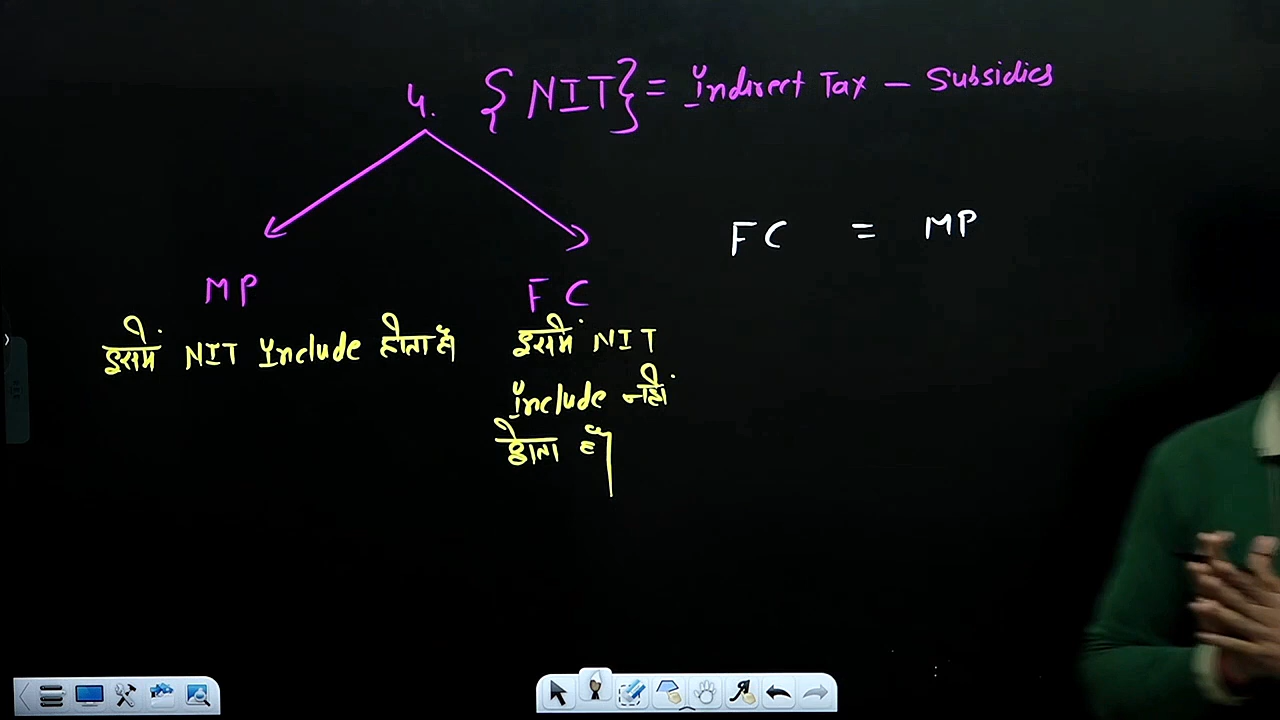 4. {NIT} = Indirect Tax – Subsidies
FC = MP
MP
FC
इसमें NIT Include होता है।
इसमें NIT
Include नहीं
होता है।